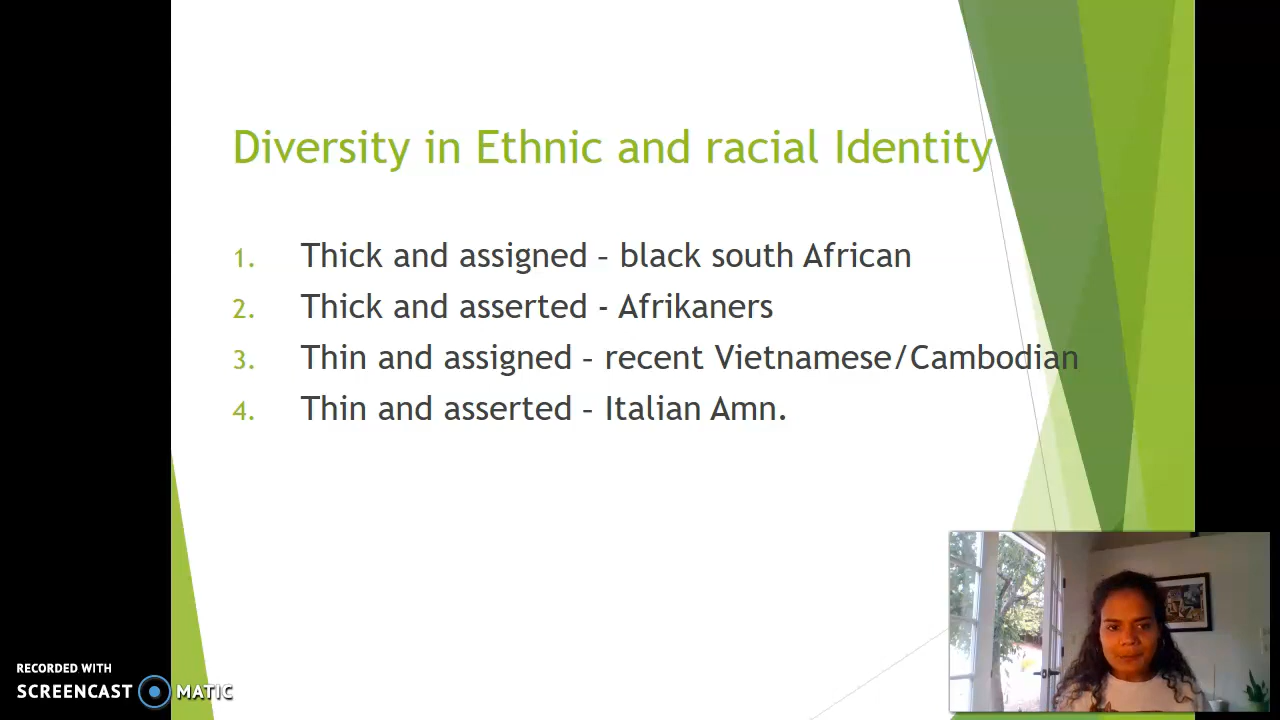 Diversity in Ethnic and racial Identity
1. Thick and assigned – black south African
2. Thick and asserted - Afrikaners
3. Thin and assigned – recent Vietnamese/Cambodian
4. Thin and asserted – Italian Amn.
RECORDED WITH
SCREENCAST MATIC